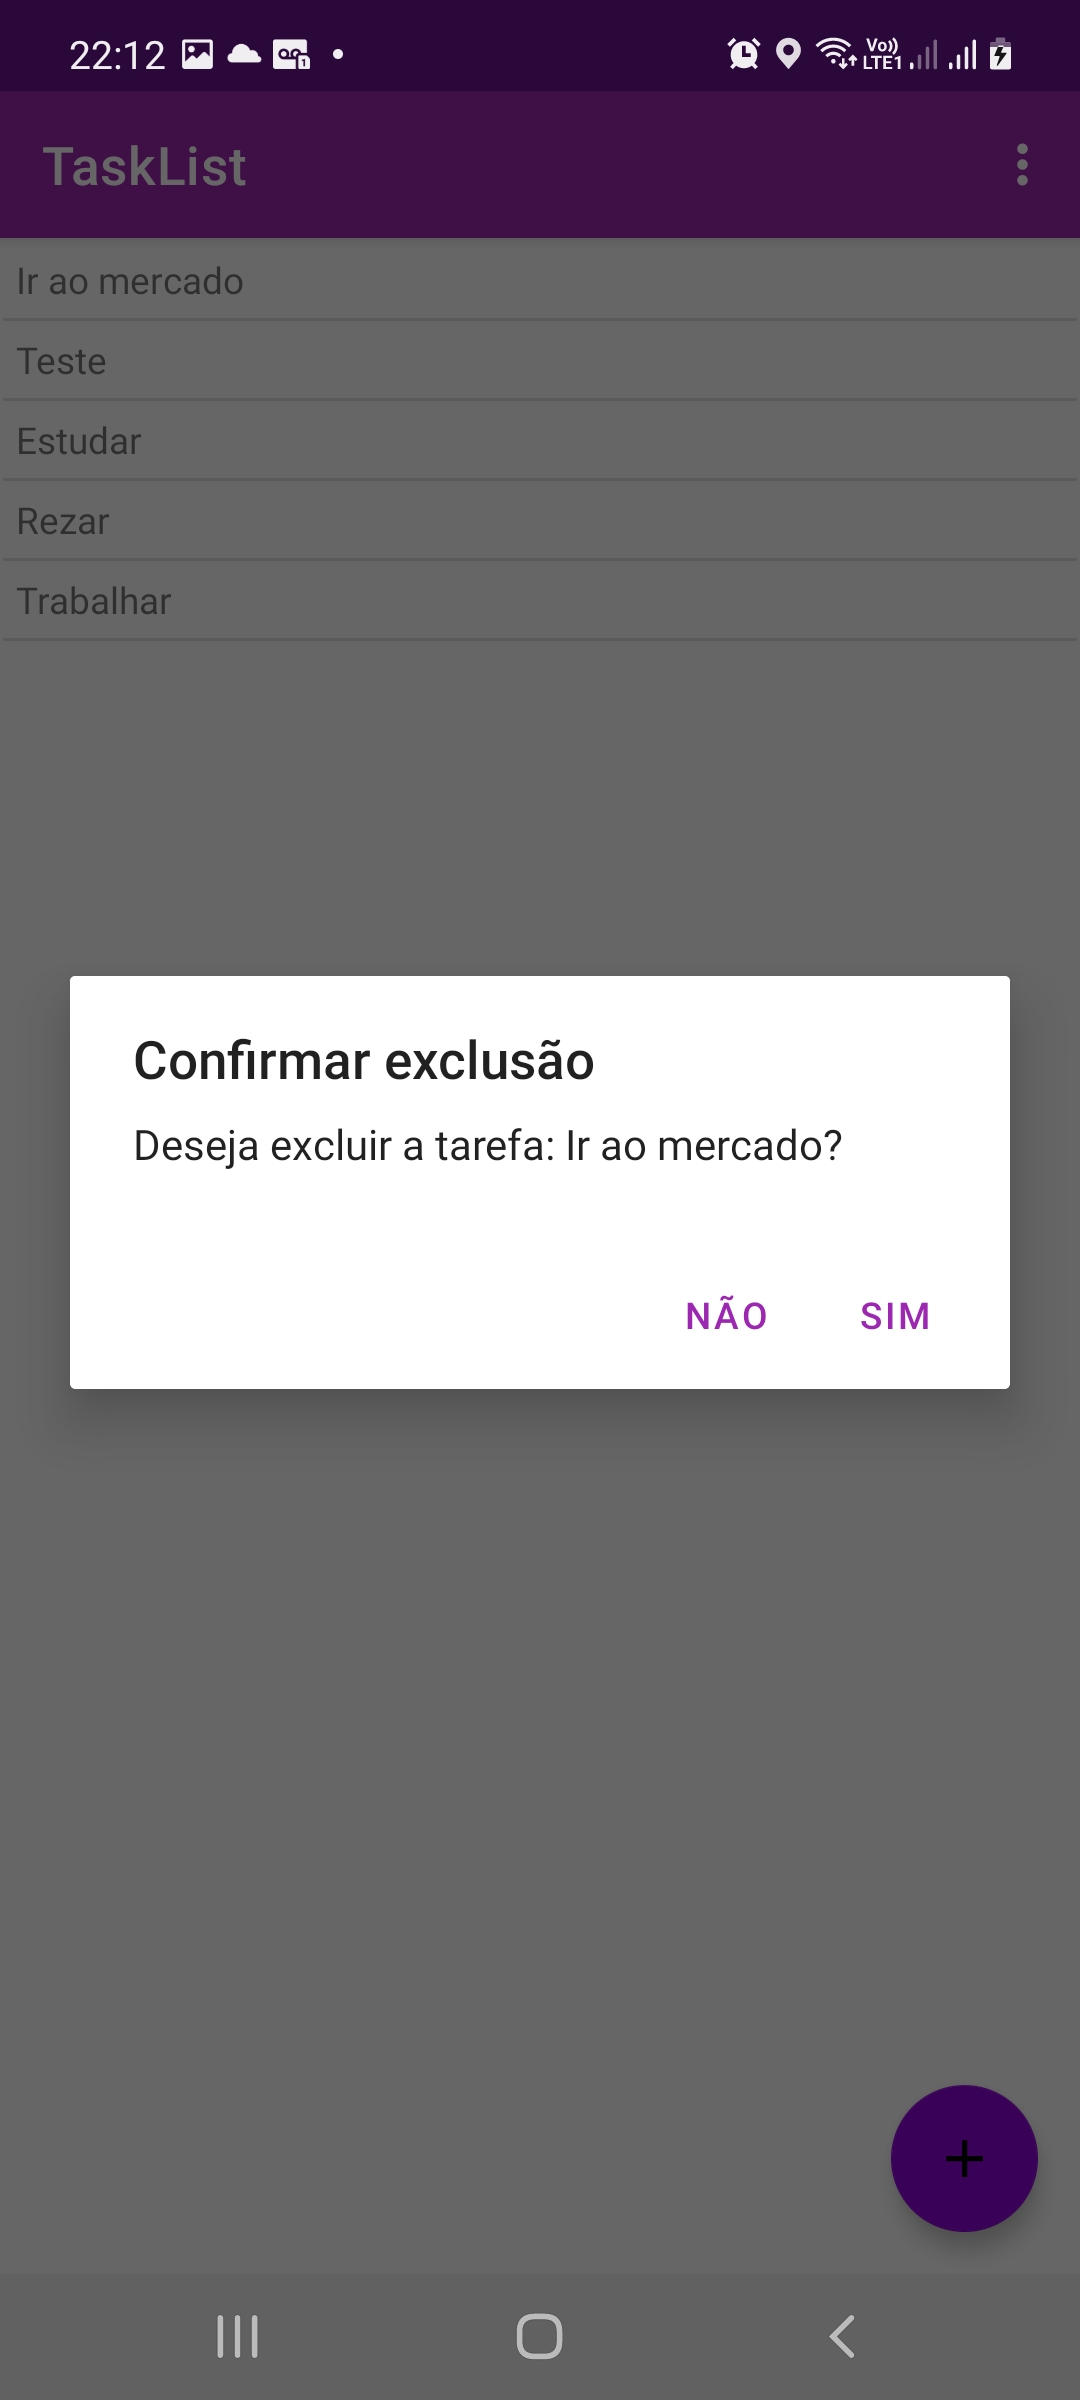 22:12
Vo))
LTE1
TaskList
Ir ao mercado
Teste
Estudar
Rezar
Trabalhar
Confirmar exclusão
Deseja excluir a tarefa: Ir ao mercado?
NÃO SIM